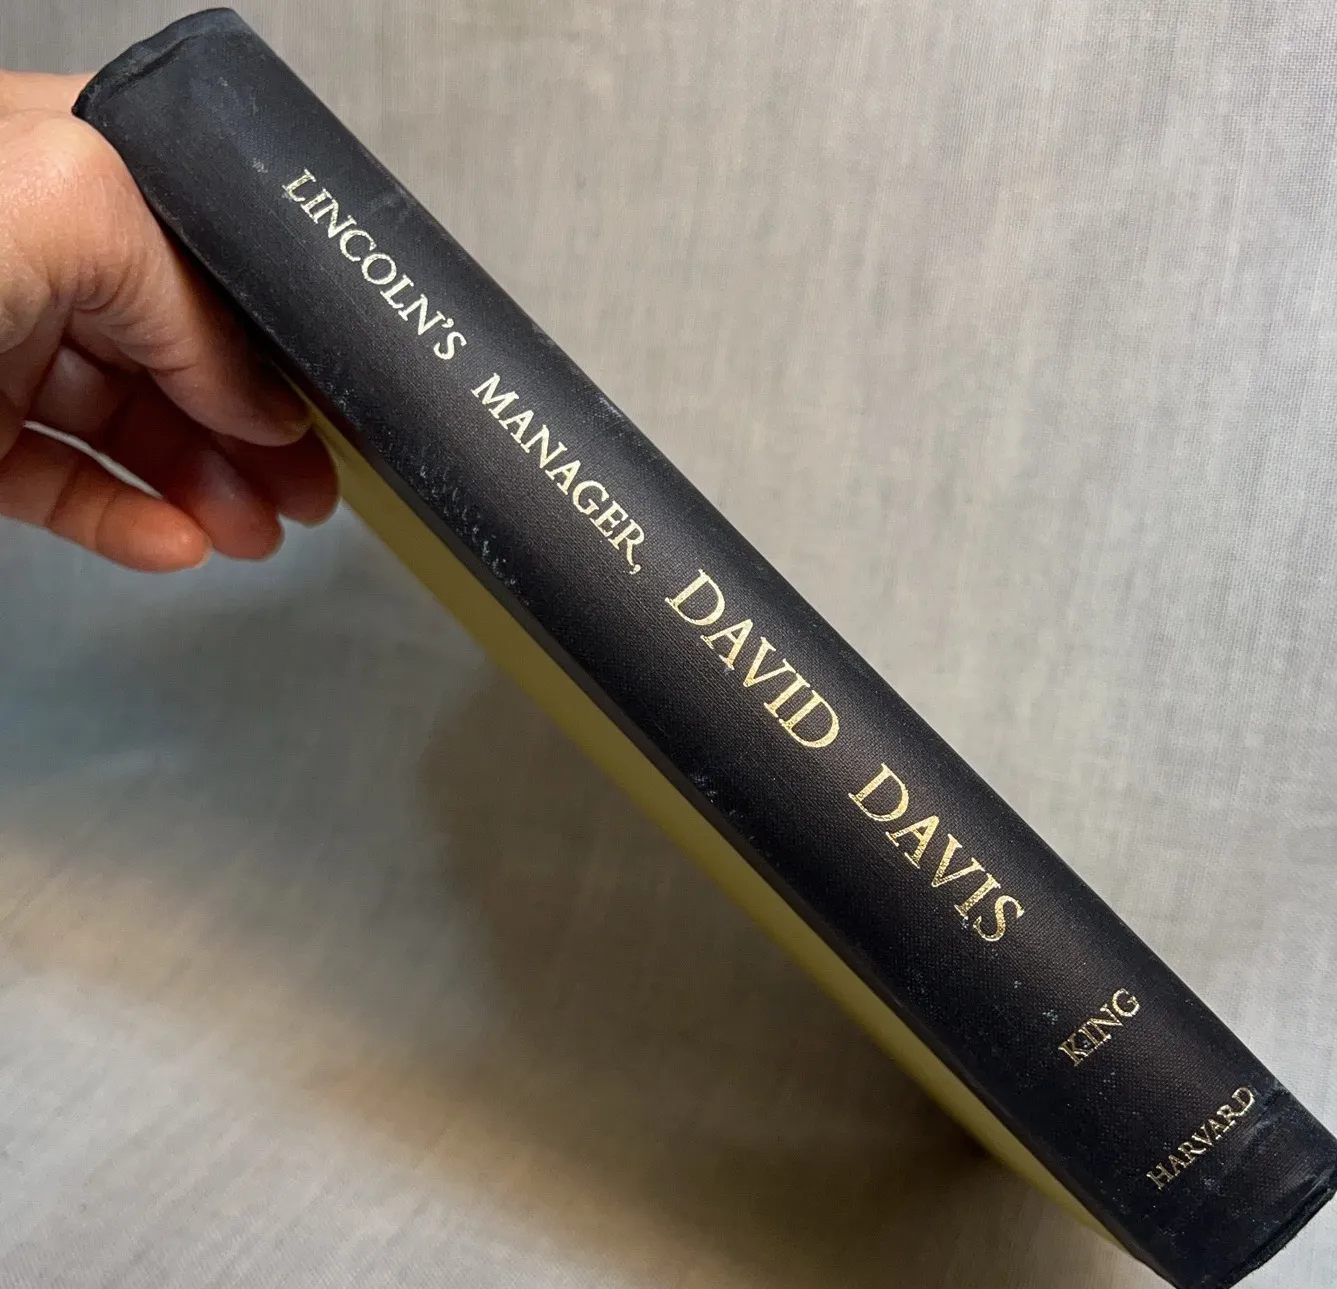 LINCOLN'S MANAGER, DAVID DAVIS
KING
HARVARD